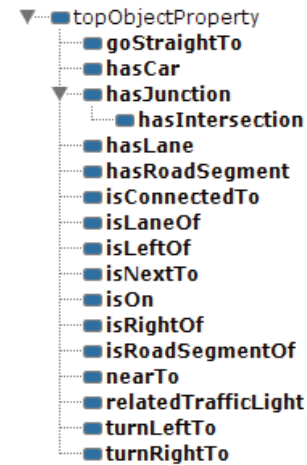 topObjectProperty
goStraightTo
hasCar
hasJunction
hasIntersection
hasLane
hasRoadSegment
isConnectedTo
isLaneOf
isLeftOf
isNextTo
isOn
isRightOf
isRoadSegmentOf
nearTo
relatedTrafficLight
turnLeftTo
turnRightTo